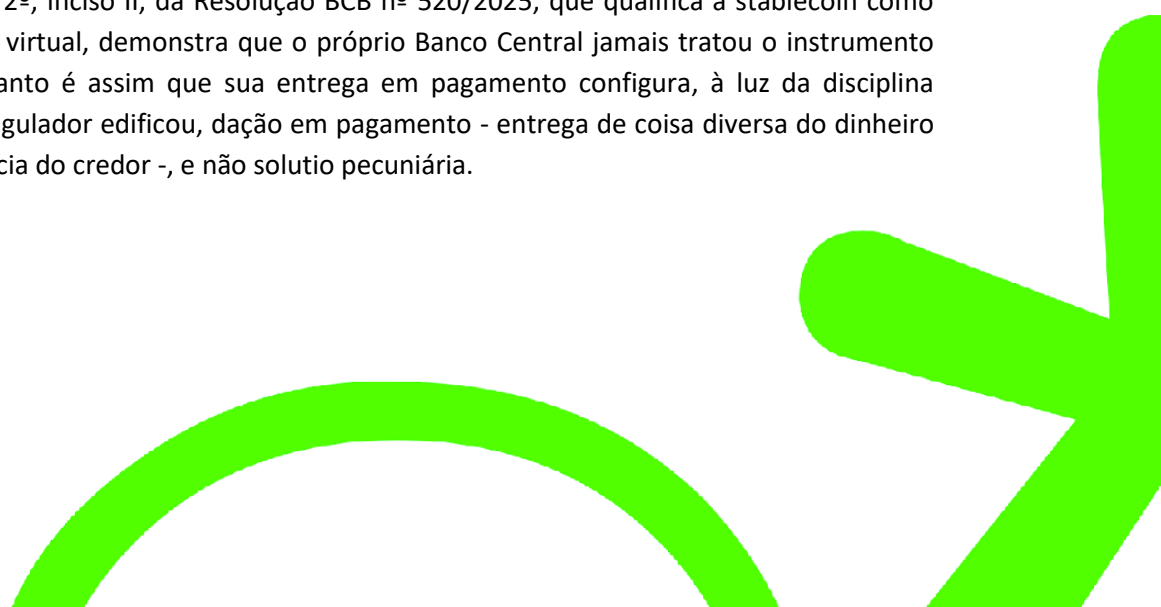 2º, inciso II, da Resolução BCB nº 520/2025, que qualifica a stablecoin como
virtual, demonstra que o próprio Banco Central jamais tratou o instrumento
anto é assim que sua entrega em pagamento configura, à luz da disciplina
gulador edificou, dação em pagamento - entrega de coisa diversa do dinheiro
cia do credor -, e não solutio pecuniária.